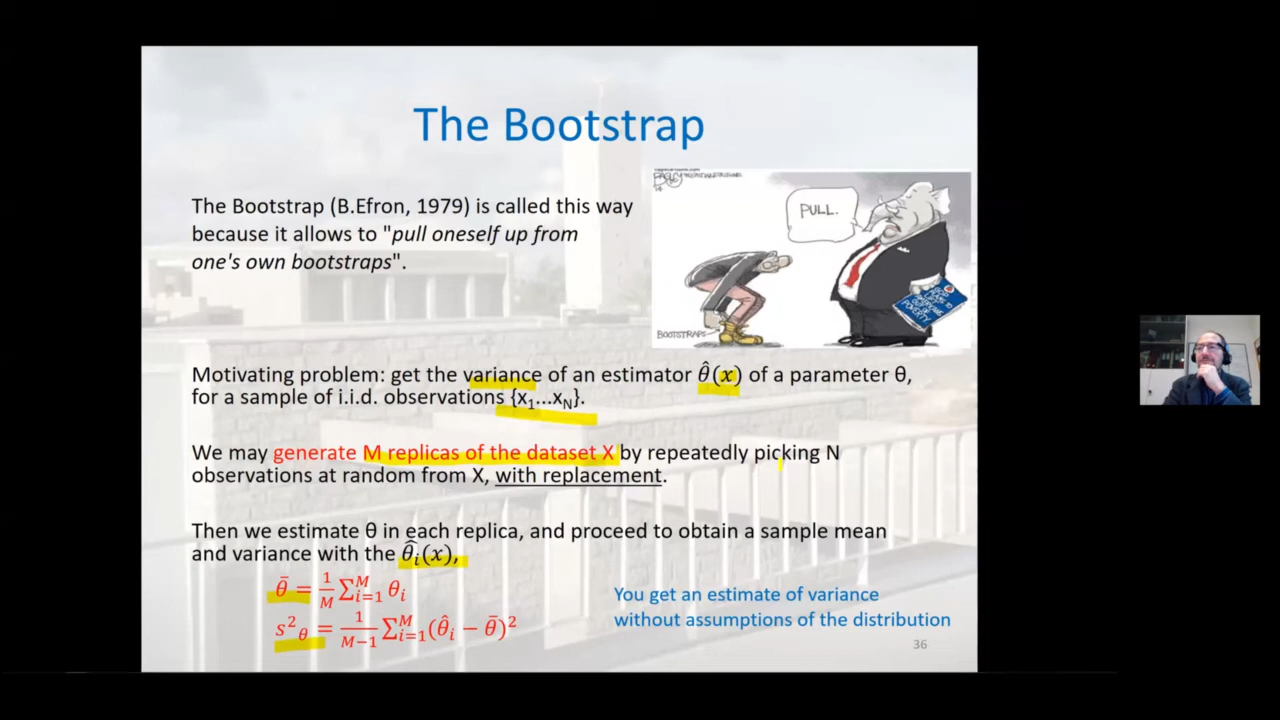 The Bootstrap
The Bootstrap (B.Efron, 1979) is called this way
because it allows to "pull oneself up from
one's own bootstraps".
PULL.
BOOTSTRAPS
Motivating problem: get the variance of an estimator θ̂(x) of a parameter θ,
for a sample of i.i.d. observations {x₁...x_N}.
We may generate M replicas of the dataset X by repeatedly picking N
observations at random from X, with replacement.
Then we estimate θ in each replica, and proceed to obtain a sample mean
and variance with the θ̂ᵢ(x),
θ̄ = 1/M ∑ᵢ₌₁ᴹ θᵢ
s²_θ = 1/(M−1) ∑ᵢ₌₁ᴹ(θ̂ᵢ − θ̄)²
You get an estimate of variance
without assumptions of the distribution
36